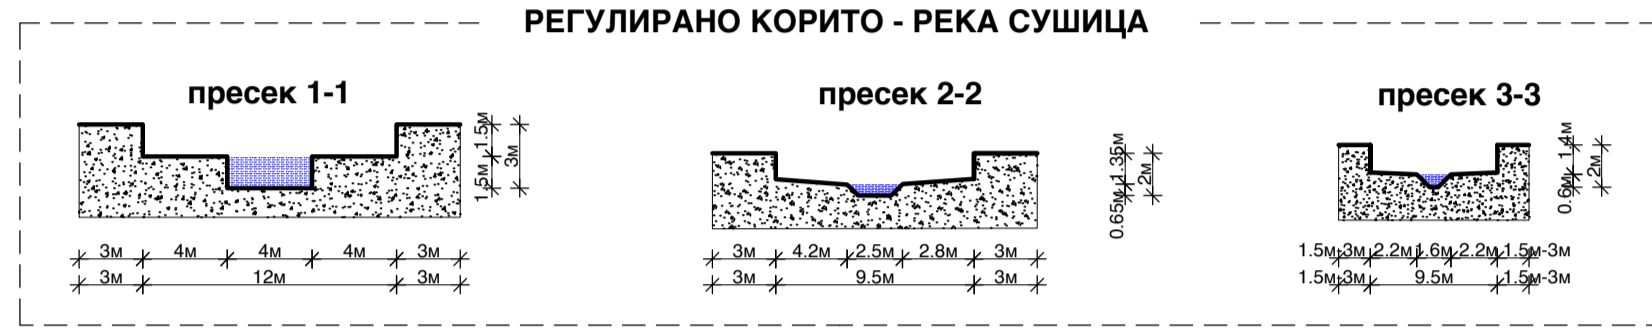 РЕГУЛИРАНО КОРИТО - РЕКА СУШИЦА
пресек 1-1
1.5м
1.5м
3м
3м 4м 4м 4м 3м
3м 12м 3м
пресек 2-2
1.35м
0.65м
2м
3м 4.2м 2.5м 2.8м 3м
3м 9.5м 3м
пресек 3-3
1.4м
0.6м
2м
1.5м-3м 2.2м 1.6м 2.2м 1.5м-3м
1.5м-3м 9.5м 1.5м-3м